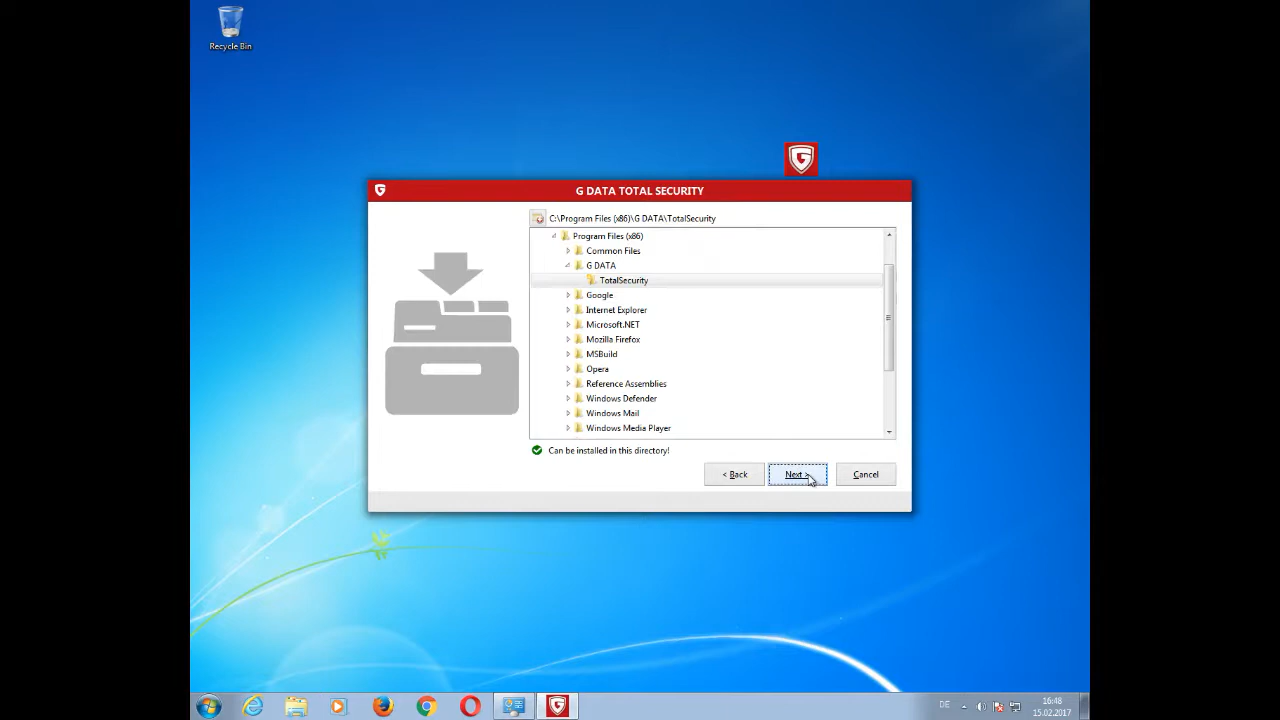 Recycle Bin
G DATA TOTAL SECURITY
C:\Program Files (x86)\G DATA\TotalSecurity
Program Files (x86)
Common Files
G DATA
TotalSecurity
Google
Internet Explorer
Microsoft.NET
Mozilla Firefox
MSBuild
Opera
Reference Assemblies
Windows Defender
Windows Mail
Windows Media Player
Can be installed in this directory!
< Back
Next >
Cancel
DE
16:48
15.02.2017